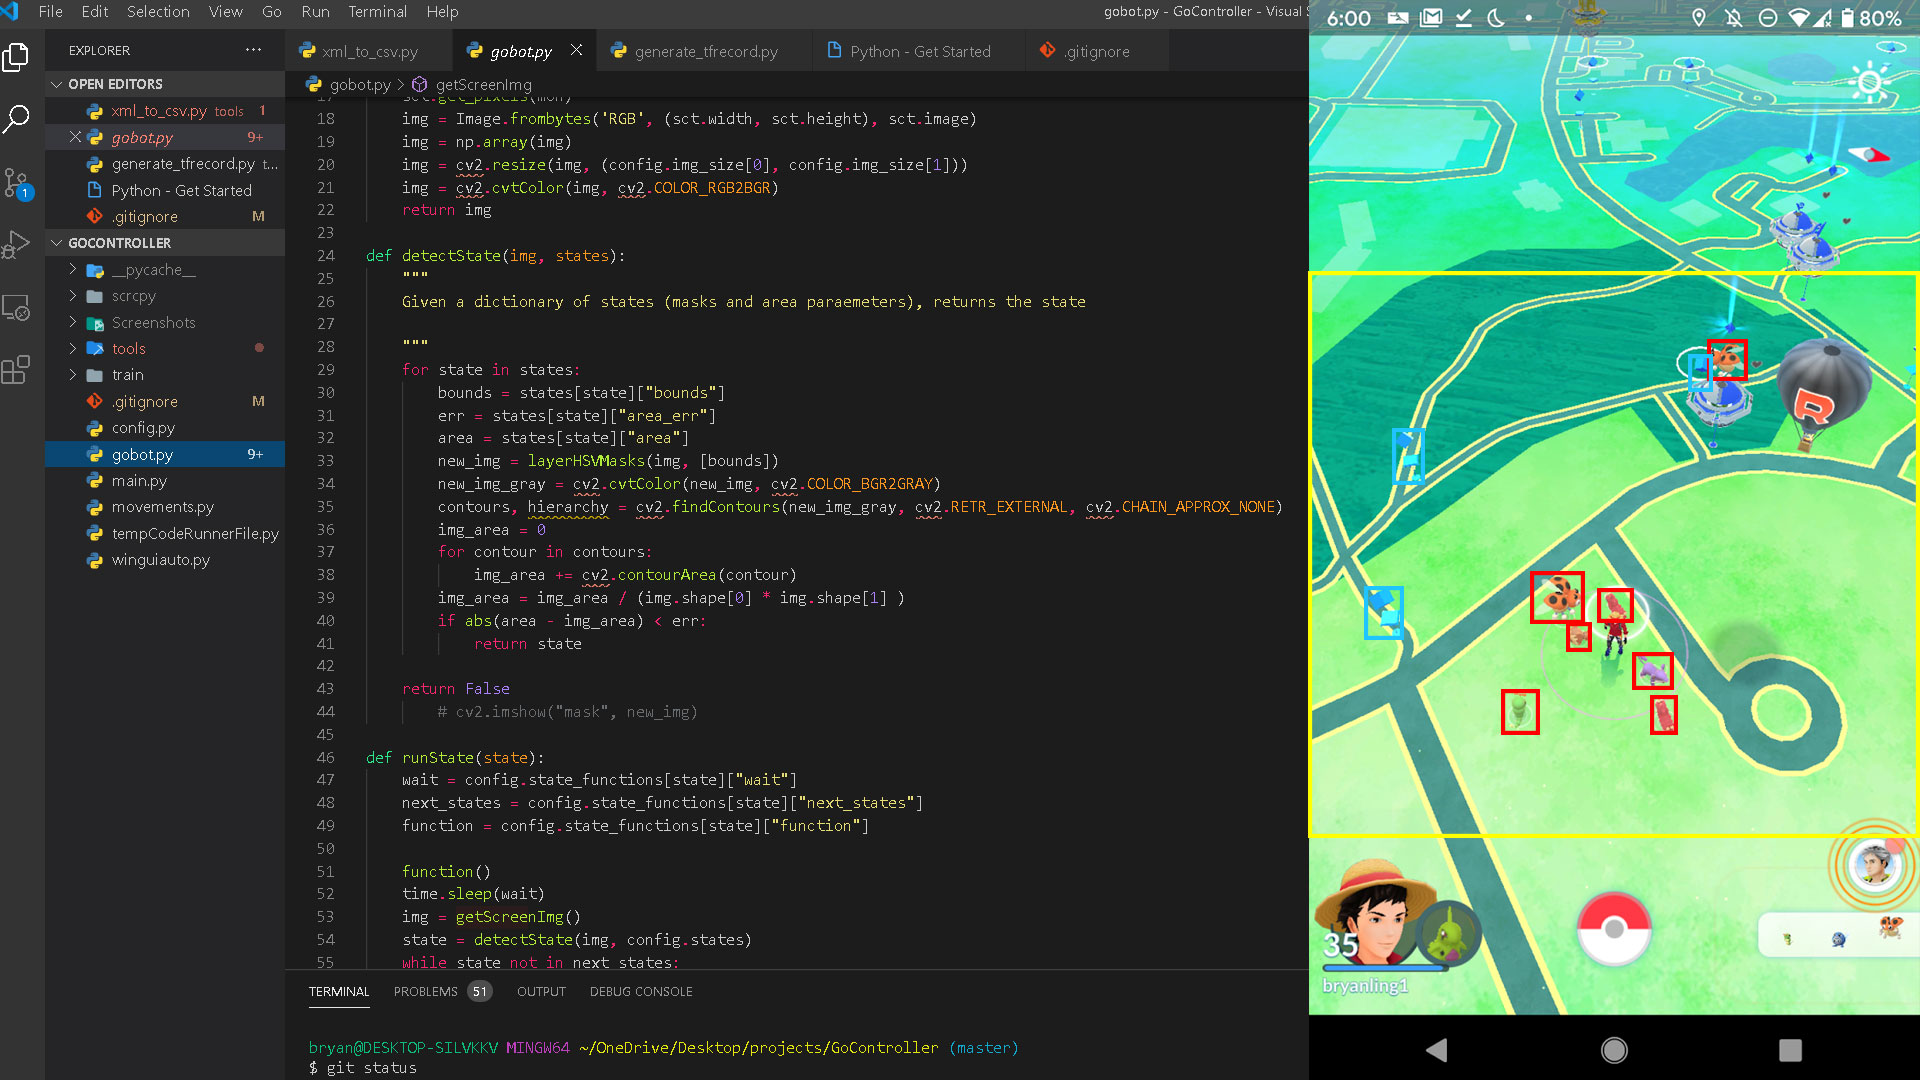 File Edit Selection View Go Run Terminal Help
gobot.py - GoController - Visual
EXPLORER
OPEN EDITORS
xml_to_csv.py tools 1
gobot.py 9+
generate_tfrecord.py t...
Python - Get Started
.gitignore M
GOCONTROLLER
__pycache__
scrcpy
Screenshots
tools
train
.gitignore M
config.py
gobot.py 9+
main.py
movements.py
tempCodeRunnerFile.py
winguiauto.py
1
xml_to_csv.py gobot.py generate_tfrecord.py Python - Get Started .gitignore
gobot.py > getScreenImg
17 sct.get_pixels(mon)
18 img = Image.frombytes('RGB', (sct.width, sct.height), sct.image)
19 img = np.array(img)
20 img = cv2.resize(img, (config.img_size[0], config.img_size[1]))
21 img = cv2.cvtColor(img, cv2.COLOR_RGB2BGR)
22 return img
23
24 def detectState(img, states):
25 """
26 Given a dictionary of states (masks and area paraemeters), returns the state
27
28 """
29 for state in states:
30 bounds = states[state]["bounds"]
31 err = states[state]["area_err"]
32 area = states[state]["area"]
33 new_img = layerHSVMasks(img, [bounds])
34 new_img_gray = cv2.cvtColor(new_img, cv2.COLOR_BGR2GRAY)
35 contours, hierarchy = cv2.findContours(new_img_gray, cv2.RETR_EXTERNAL, cv2.CHAIN_APPROX_NONE)
36 img_area = 0
37 for contour in contours:
38 img_area += cv2.contourArea(contour)
39 img_area = img_area / (img.shape[0] * img.shape[1] )
40 if abs(area - img_area) < err:
41 return state
42
43 return False
44 # cv2.imshow("mask", new_img)
45
46 def runState(state):
47 wait = config.state_functions[state]["wait"]
48 next_states = config.state_functions[state]["next_states"]
49 function = config.state_functions[state]["function"]
50
51 function()
52 time.sleep(wait)
53 img = getScreenImg()
54 state = detectState(img, config.states)
55 while state not in next_states:
TERMINAL PROBLEMS 51 OUTPUT DEBUG CONSOLE
bryan@DESKTOP-SILVKKV MINGW64 ~/OneDrive/Desktop/projects/GoController (master)
$ git status
6:00 80%
R
35
bryanling1